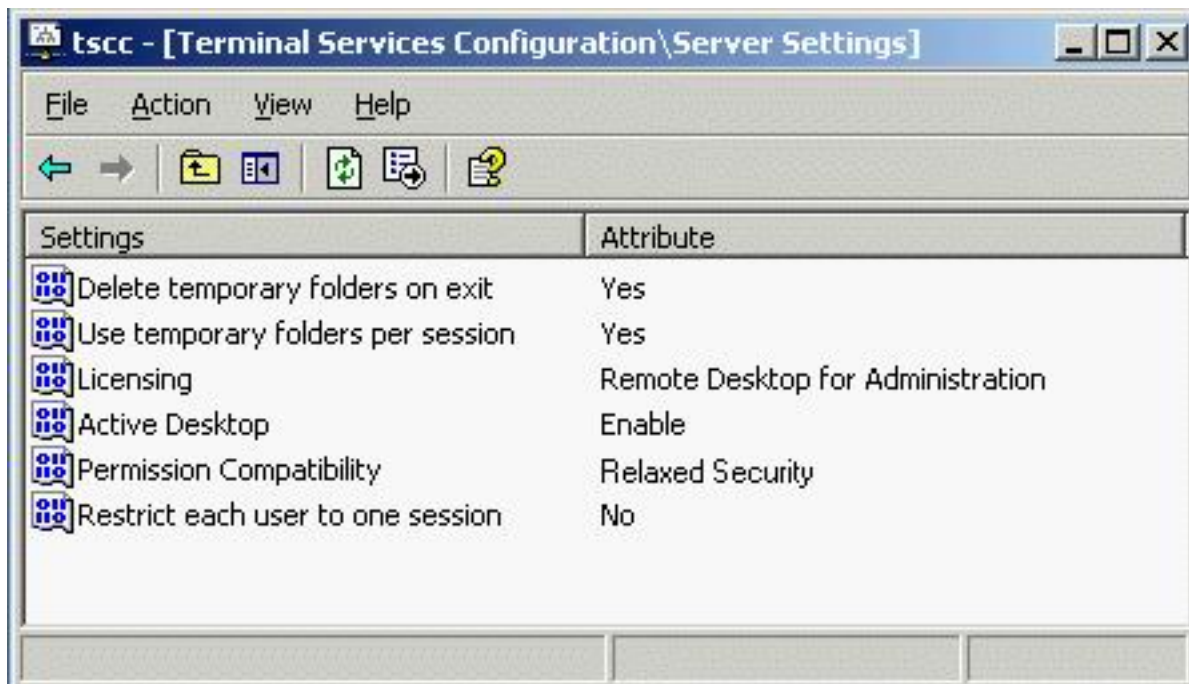 tscc - [Terminal Services Configuration\Server Settings]
File Action View Help
Settings Attribute
Delete temporary folders on exit Yes
Use temporary folders per session Yes
Licensing Remote Desktop for Administration
Active Desktop Enable
Permission Compatibility Relaxed Security
Restrict each user to one session No